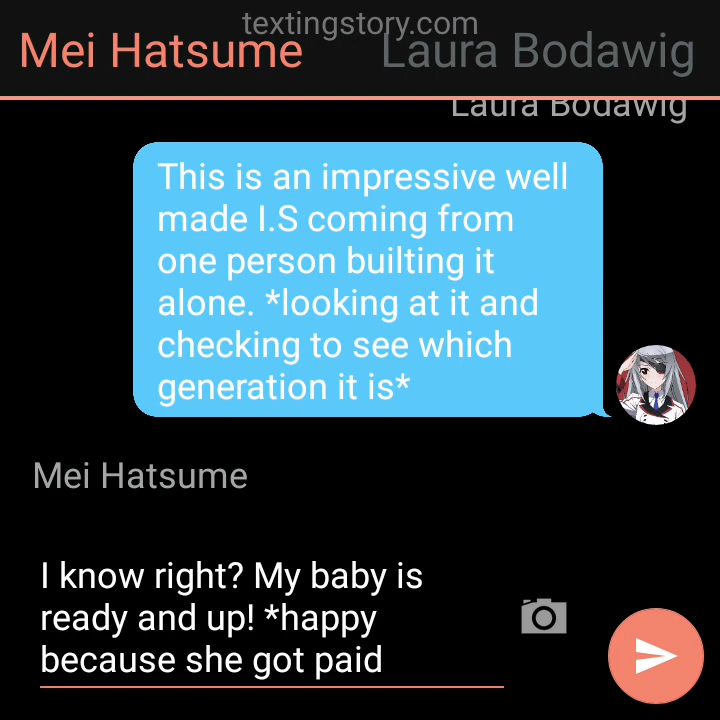 textingstory.com
Mei Hatsume
Laura Bodawig
Laura Bodawig
This is an impressive well
made I.S coming from
one person builting it
alone. *looking at it and
checking to see which
generation it is*
Mei Hatsume
I know right? My baby is
ready and up! *happy
because she got paid